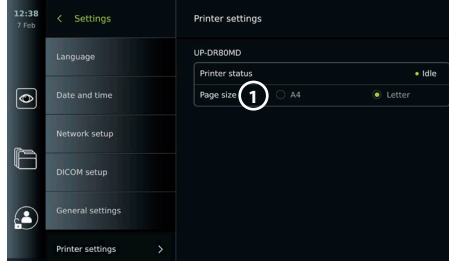 12:38
7 Feb
< Settings
Printer settings
Language
Date and time
Network setup
DICOM setup
General settings
Printer settings >
UP-DR80MD
Printer status • Idle
Page size 1 A4 Letter